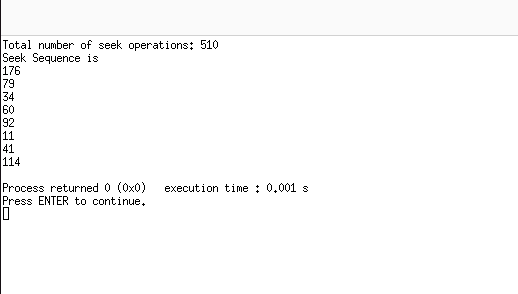 Total number of seek operations: 510
Seek Sequence is
176
79
34
60
92
11
41
114
Process returned 0 (0x0)   execution time : 0.001 s
Press ENTER to continue.